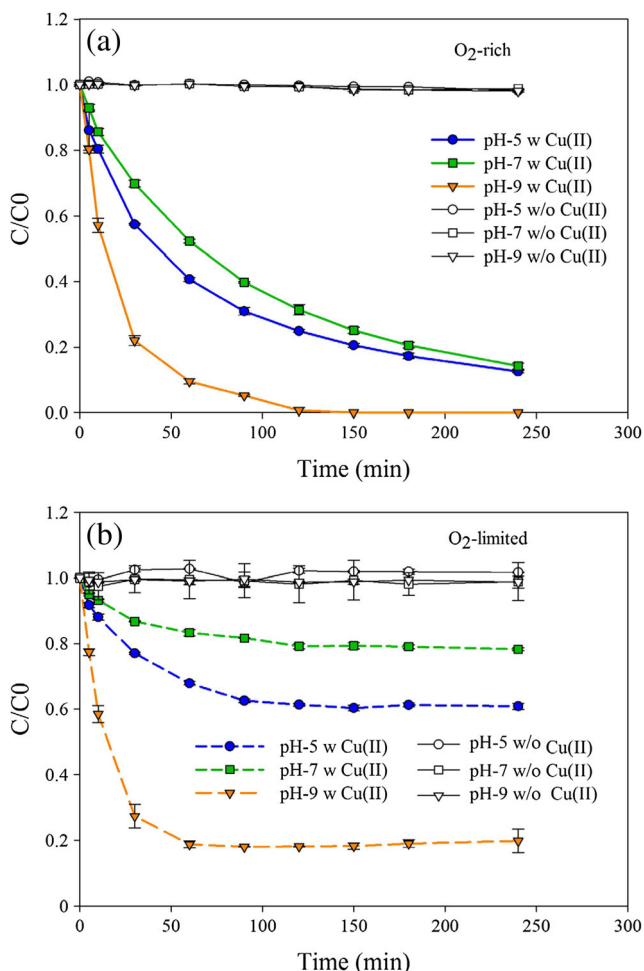 (a)
O2-rich
1.2
1.0
0.8
0.6
0.4
0.2
0.0
C/C0
pH-5 w Cu(II)
pH-7 w Cu(II)
pH-9 w Cu(II)
pH-5 w/o Cu(II)
pH-7 w/o Cu(II)
pH-9 w/o Cu(II)
0 50 100 150 200 250 300
Time (min)
(b)
O2-limited
1.2
1.0
0.8
0.6
0.4
0.2
0
C/C0
pH-5 w Cu(II) pH-5 w/o Cu(II)
pH-7 w Cu(II) pH-7 w/o Cu(II)
pH-9 w Cu(II) pH-9 w/o Cu(II)
0 50 100 150 200 250 300
Time (min)